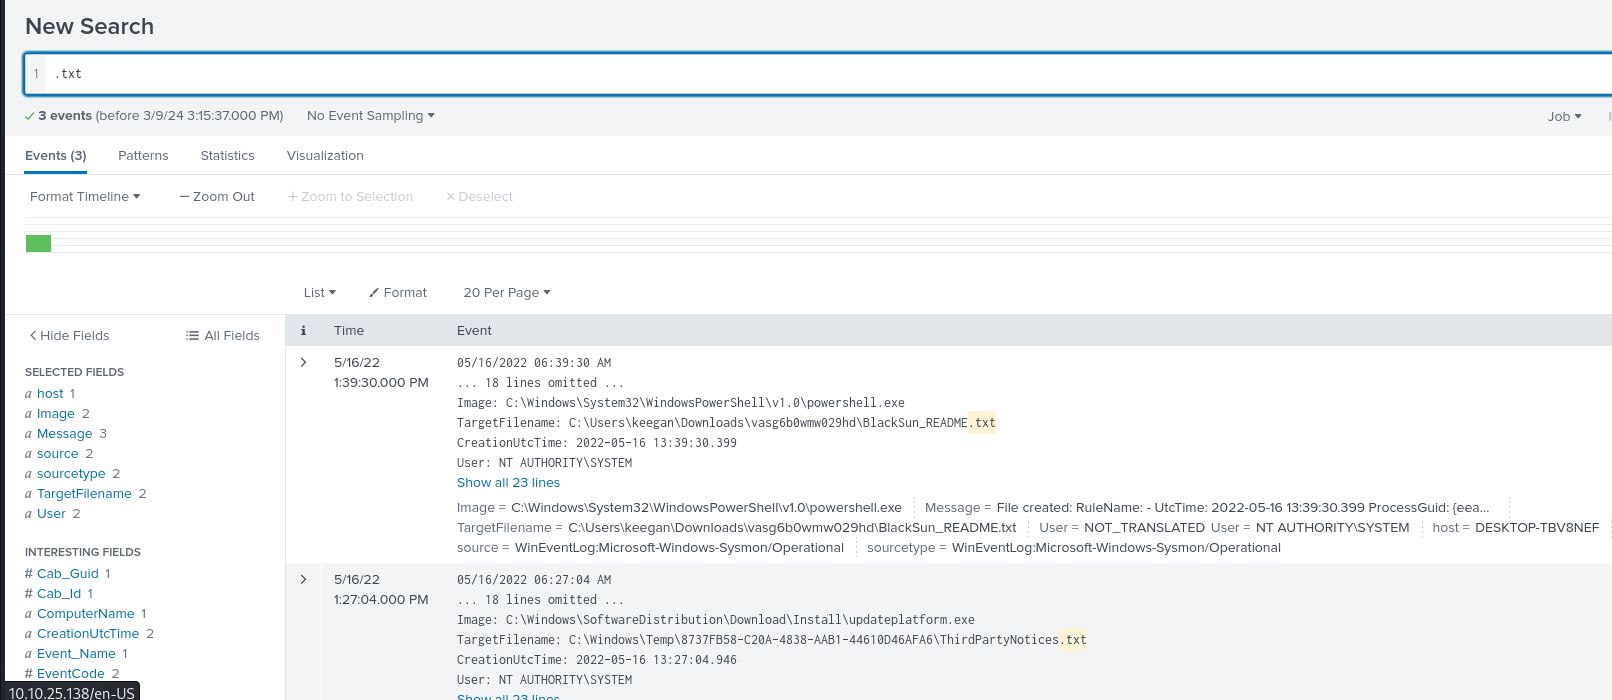 New Search
1 .txt
3 events (before 3/9/24 3:15:37.000 PM) No Event Sampling Job
Events (3) Patterns Statistics Visualization
Format Timeline — Zoom Out + Zoom to Selection × Deselect
List Format 20 Per Page
< Hide Fields All Fields
i Time Event
SELECTED FIELDS
a host 1
a Image 2
a Message 3
a source 2
a sourcetype 2
a TargetFilename 2
a User 2
INTERESTING FIELDS
# Cab_Guid 1
# Cab_Id 1
a ComputerName 1
a CreationUtcTime 2
a Event_Name 1
# EventCode 2
> 5/16/22 05/16/2022 06:39:30 AM
1:39:30.000 PM ... 18 lines omitted ...
Image: C:\Windows\System32\WindowsPowerShell\v1.0\powershell.exe
TargetFilename: C:\Users\keegan\Downloads\vasg6b0wmw029hd\BlackSun_README.txt
CreationUtcTime: 2022-05-16 13:39:30.399
User: NT AUTHORITY\SYSTEM
Show all 23 lines
Image = C:\Windows\System32\WindowsPowerShell\v1.0\powershell.exe Message = File created: RuleName: - UtcTime: 2022-05-16 13:39:30.399 ProcessGuid: {eea...
TargetFilename = C:\Users\keegan\Downloads\vasg6b0wmw029hd\BlackSun_README.txt User = NOT_TRANSLATED User = NT AUTHORITY\SYSTEM host = DESKTOP-TBV8NEF
source = WinEventLog:Microsoft-Windows-Sysmon/Operational sourcetype = WinEventLog:Microsoft-Windows-Sysmon/Operational
> 5/16/22 05/16/2022 06:27:04 AM
1:27:04.000 PM ... 18 lines omitted ...
Image: C:\Windows\SoftwareDistribution\Download\Install\updateplatform.exe
TargetFilename: C:\Windows\Temp\8737FB58-C20A-4838-AAB1-44610D46AFA6\ThirdPartyNotices.txt
CreationUtcTime: 2022-05-16 13:27:04.946
User: NT AUTHORITY\SYSTEM
Show all 23 lines
10.10.25.138/en-US